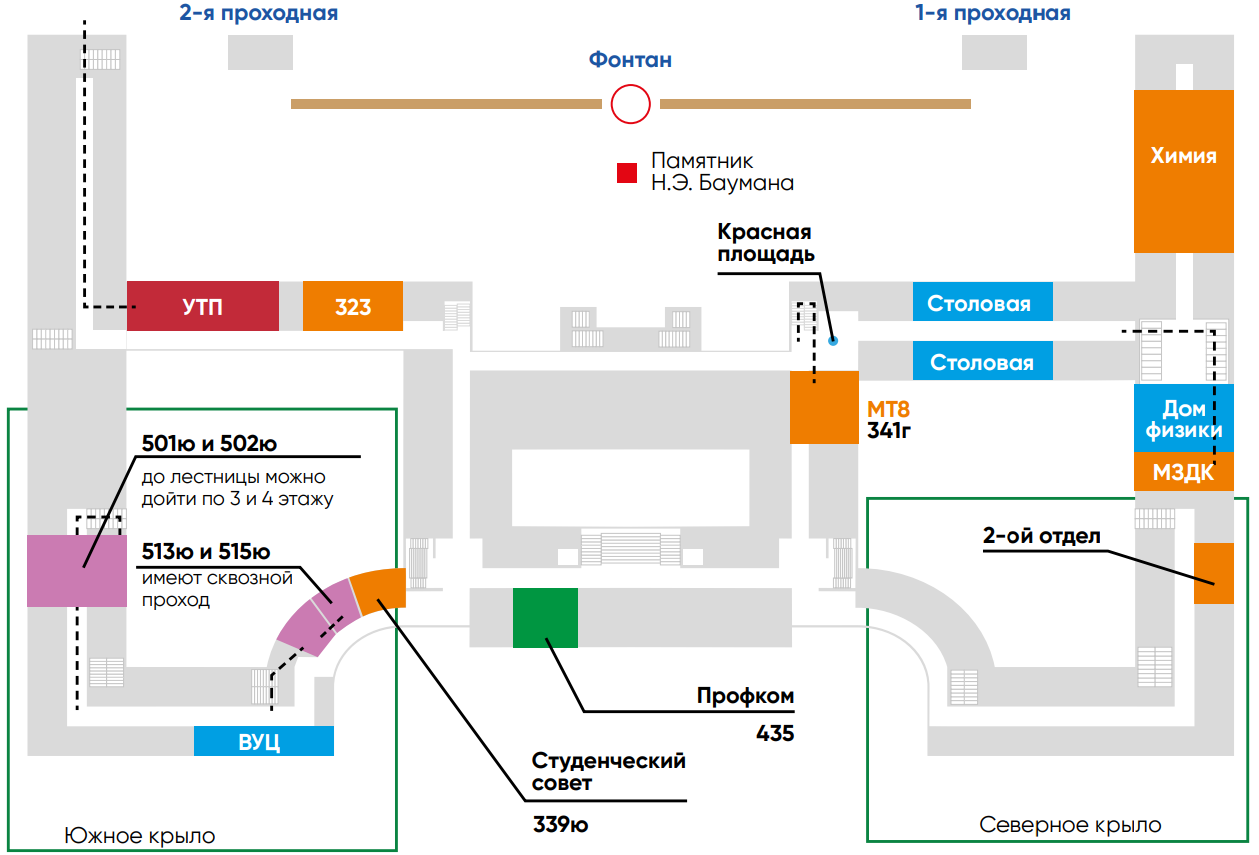 2-я проходная
1-я проходная
Фонтан
Памятник
Н.Э. Баумана
Химия
Красная
площадь
УТП
323
Столовая
Столовая
МТ8
341г
Дом
физики
МЗДК
501ю и 502ю
до лестницы можно
дойти по 3 и 4 этажу
513ю и 515ю
имеют сквозной
проход
2-ой отдел
Профком
435
ВУЦ
Студенческий
совет
339ю
Южное крыло
Северное крыло